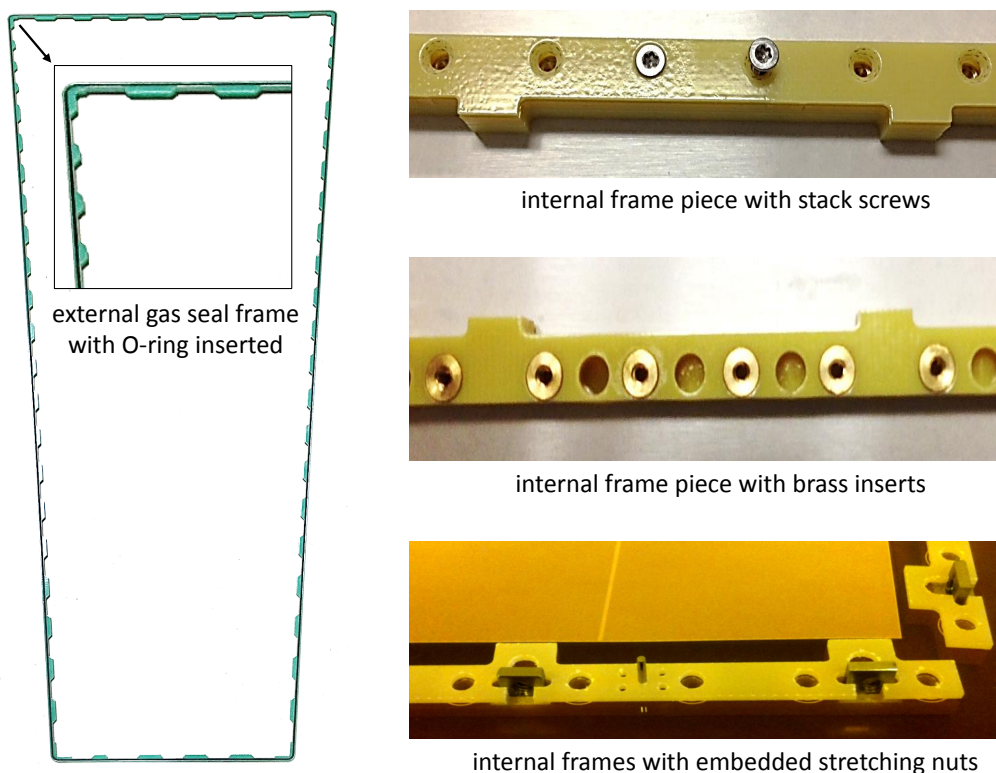 external gas seal frame
with O-ring inserted
internal frame piece with stack screws
internal frame piece with brass inserts
internal frames with embedded stretching nuts